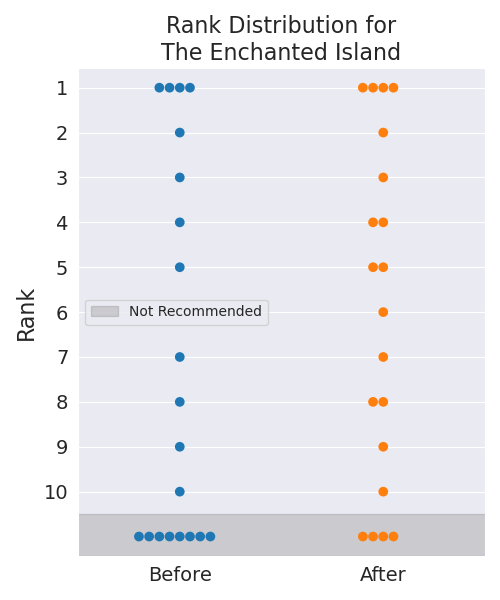 Rank Distribution for
The Enchanted Island
Rank
1
2
3
4
5
6
7
8
9
10
Not Recommended
Before
After